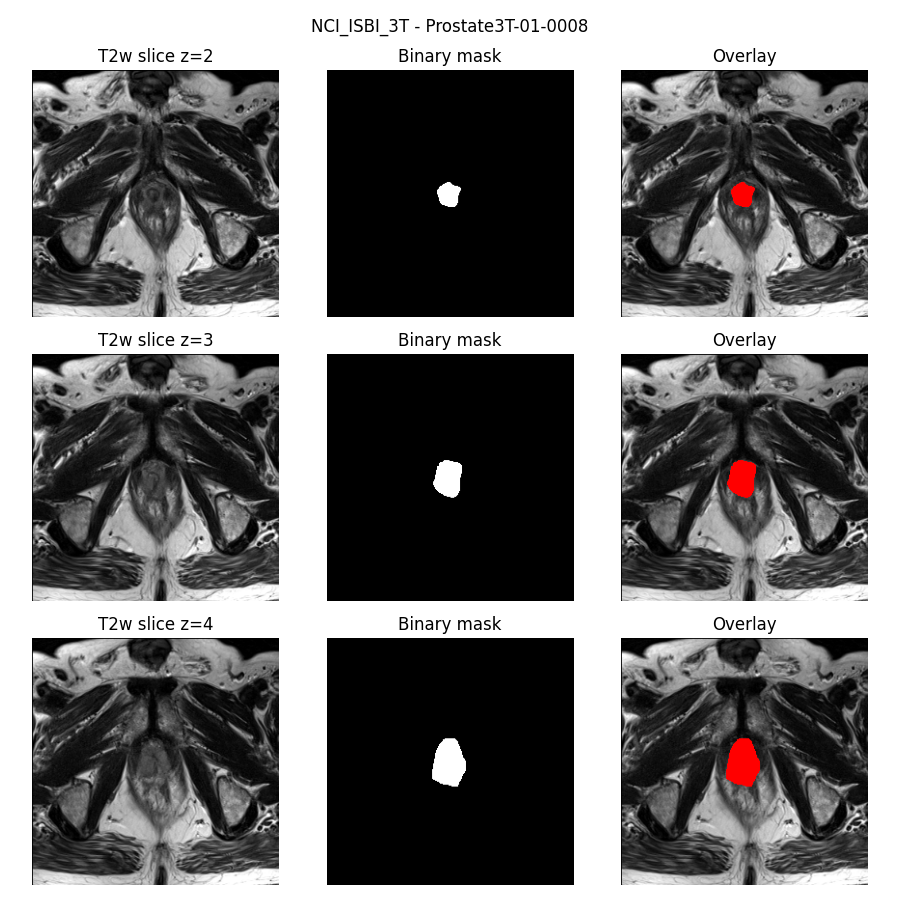 NCI_ISBI_3T - Prostate3T-01-0008
T2w slice z=2
Binary mask
Overlay
T2w slice z=3
Binary mask
Overlay
T2w slice z=4
Binary mask
Overlay